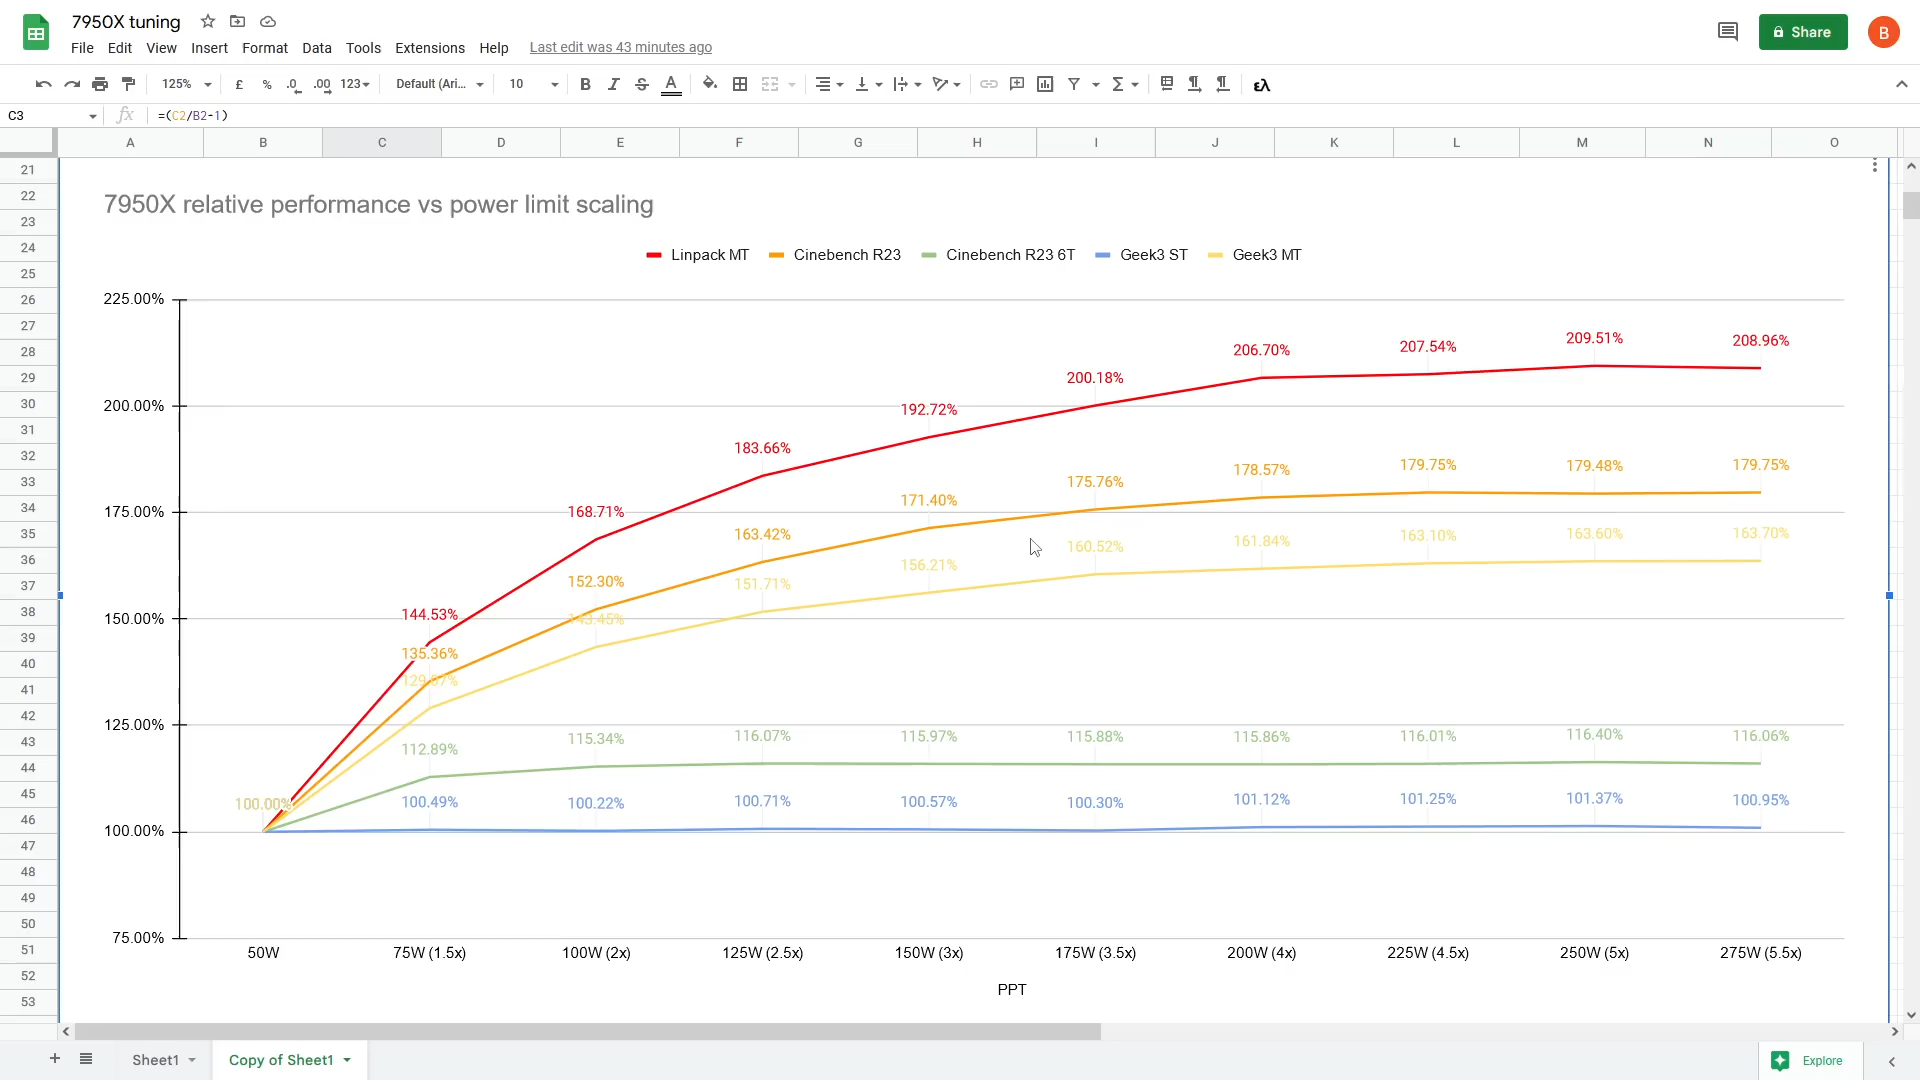 7950X tuning
File Edit View Insert Format Data Tools Extensions Help Last edit was 43 minutes ago
Share
B
125% £ % .0 .00 123 Default (Ari... 10 B I S A Σ ελ
C3 fx =(C2/B2-1)
A B C D E F G H I J K L M N O
21
22
23
24
25
26
27
28
29
30
31
32
33
34
35
36
37
38
39
40
41
42
43
44
45
46
47
48
49
50
51
52
53
7950X relative performance vs power limit scaling
Linpack MT Cinebench R23 Cinebench R23 6T Geek3 ST Geek3 MT
225.00%
200.00%
175.00%
150.00%
125.00%
100.00%
75.00%
144.53% 168.71% 183.66% 192.72% 200.18% 206.70% 207.54% 209.51% 208.96%
135.36% 152.30% 163.42% 171.40% 175.76% 178.57% 179.75% 179.48% 179.75%
143.45% 151.71% 156.21% 160.52% 161.84% 163.10% 163.60% 163.70%
112.89% 115.34% 116.07% 115.97% 115.88% 115.86% 116.01% 116.40% 116.06%
100.00% 100.49% 100.22% 100.71% 100.57% 100.30% 101.12% 101.25% 101.37% 100.95%
50W 75W (1.5x) 100W (2x) 125W (2.5x) 150W (3x) 175W (3.5x) 200W (4x) 225W (4.5x) 250W (5x) 275W (5.5x)
PPT
Sheet1 Copy of Sheet1 Explore